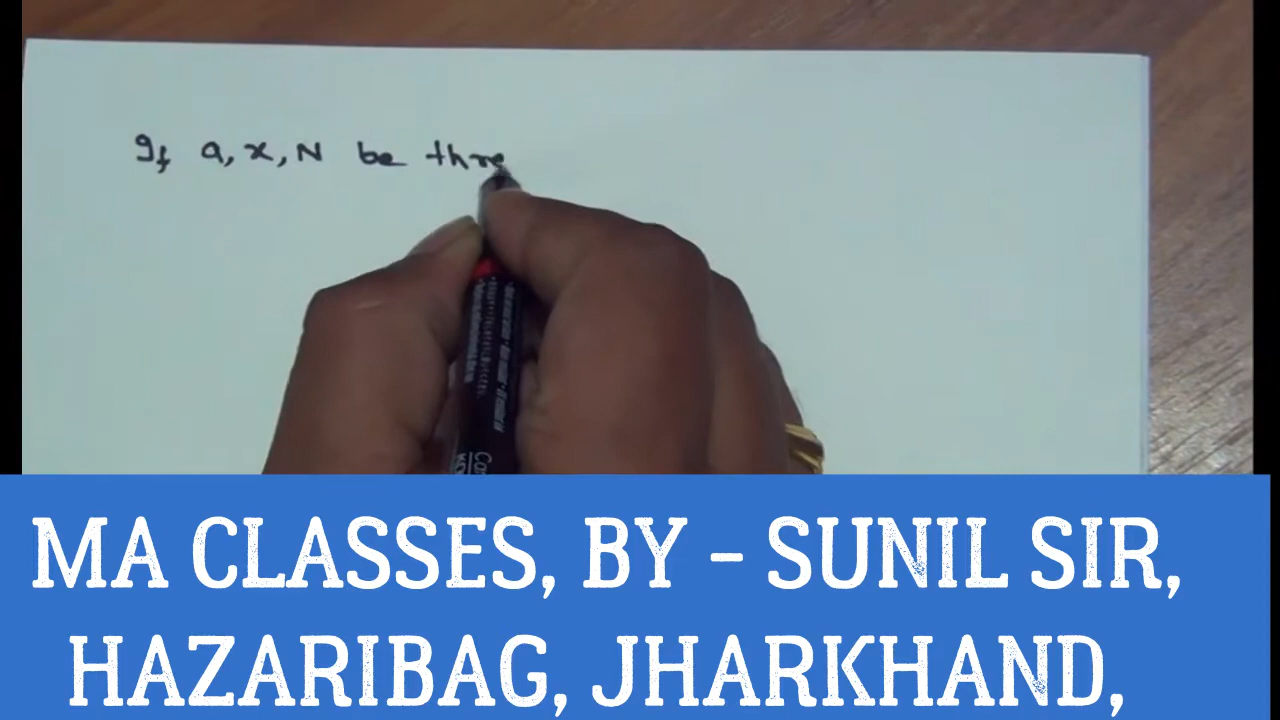 If a, x, N be thre
MA CLASSES, BY - SUNIL SIR,
HAZARIBAG, JHARKHAND,